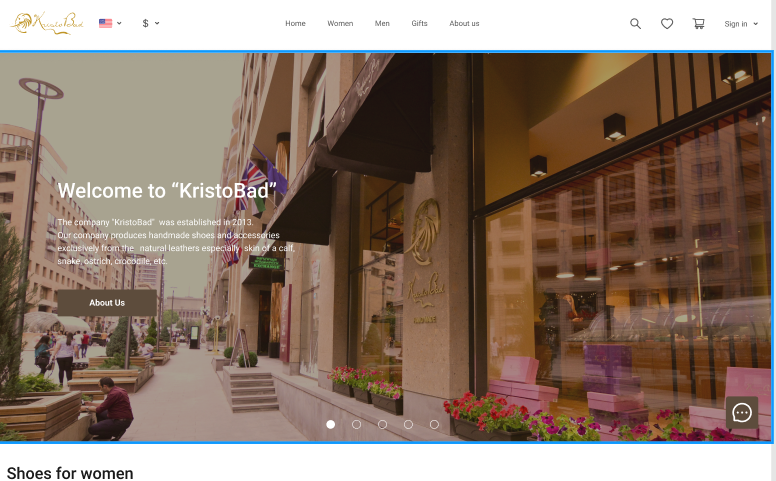 KristoBad
$
Home
Women
Men
Gifts
About us
Sign in
Welcome to “KristoBad”
The company "KristoBad" was established in 2013.
Our company produces handmade shoes and accessories
exclusively from the natural leathers especially skin of a calf,
snake, ostrich, crocodile, etc.
About Us
KristoBad
Shoes for women